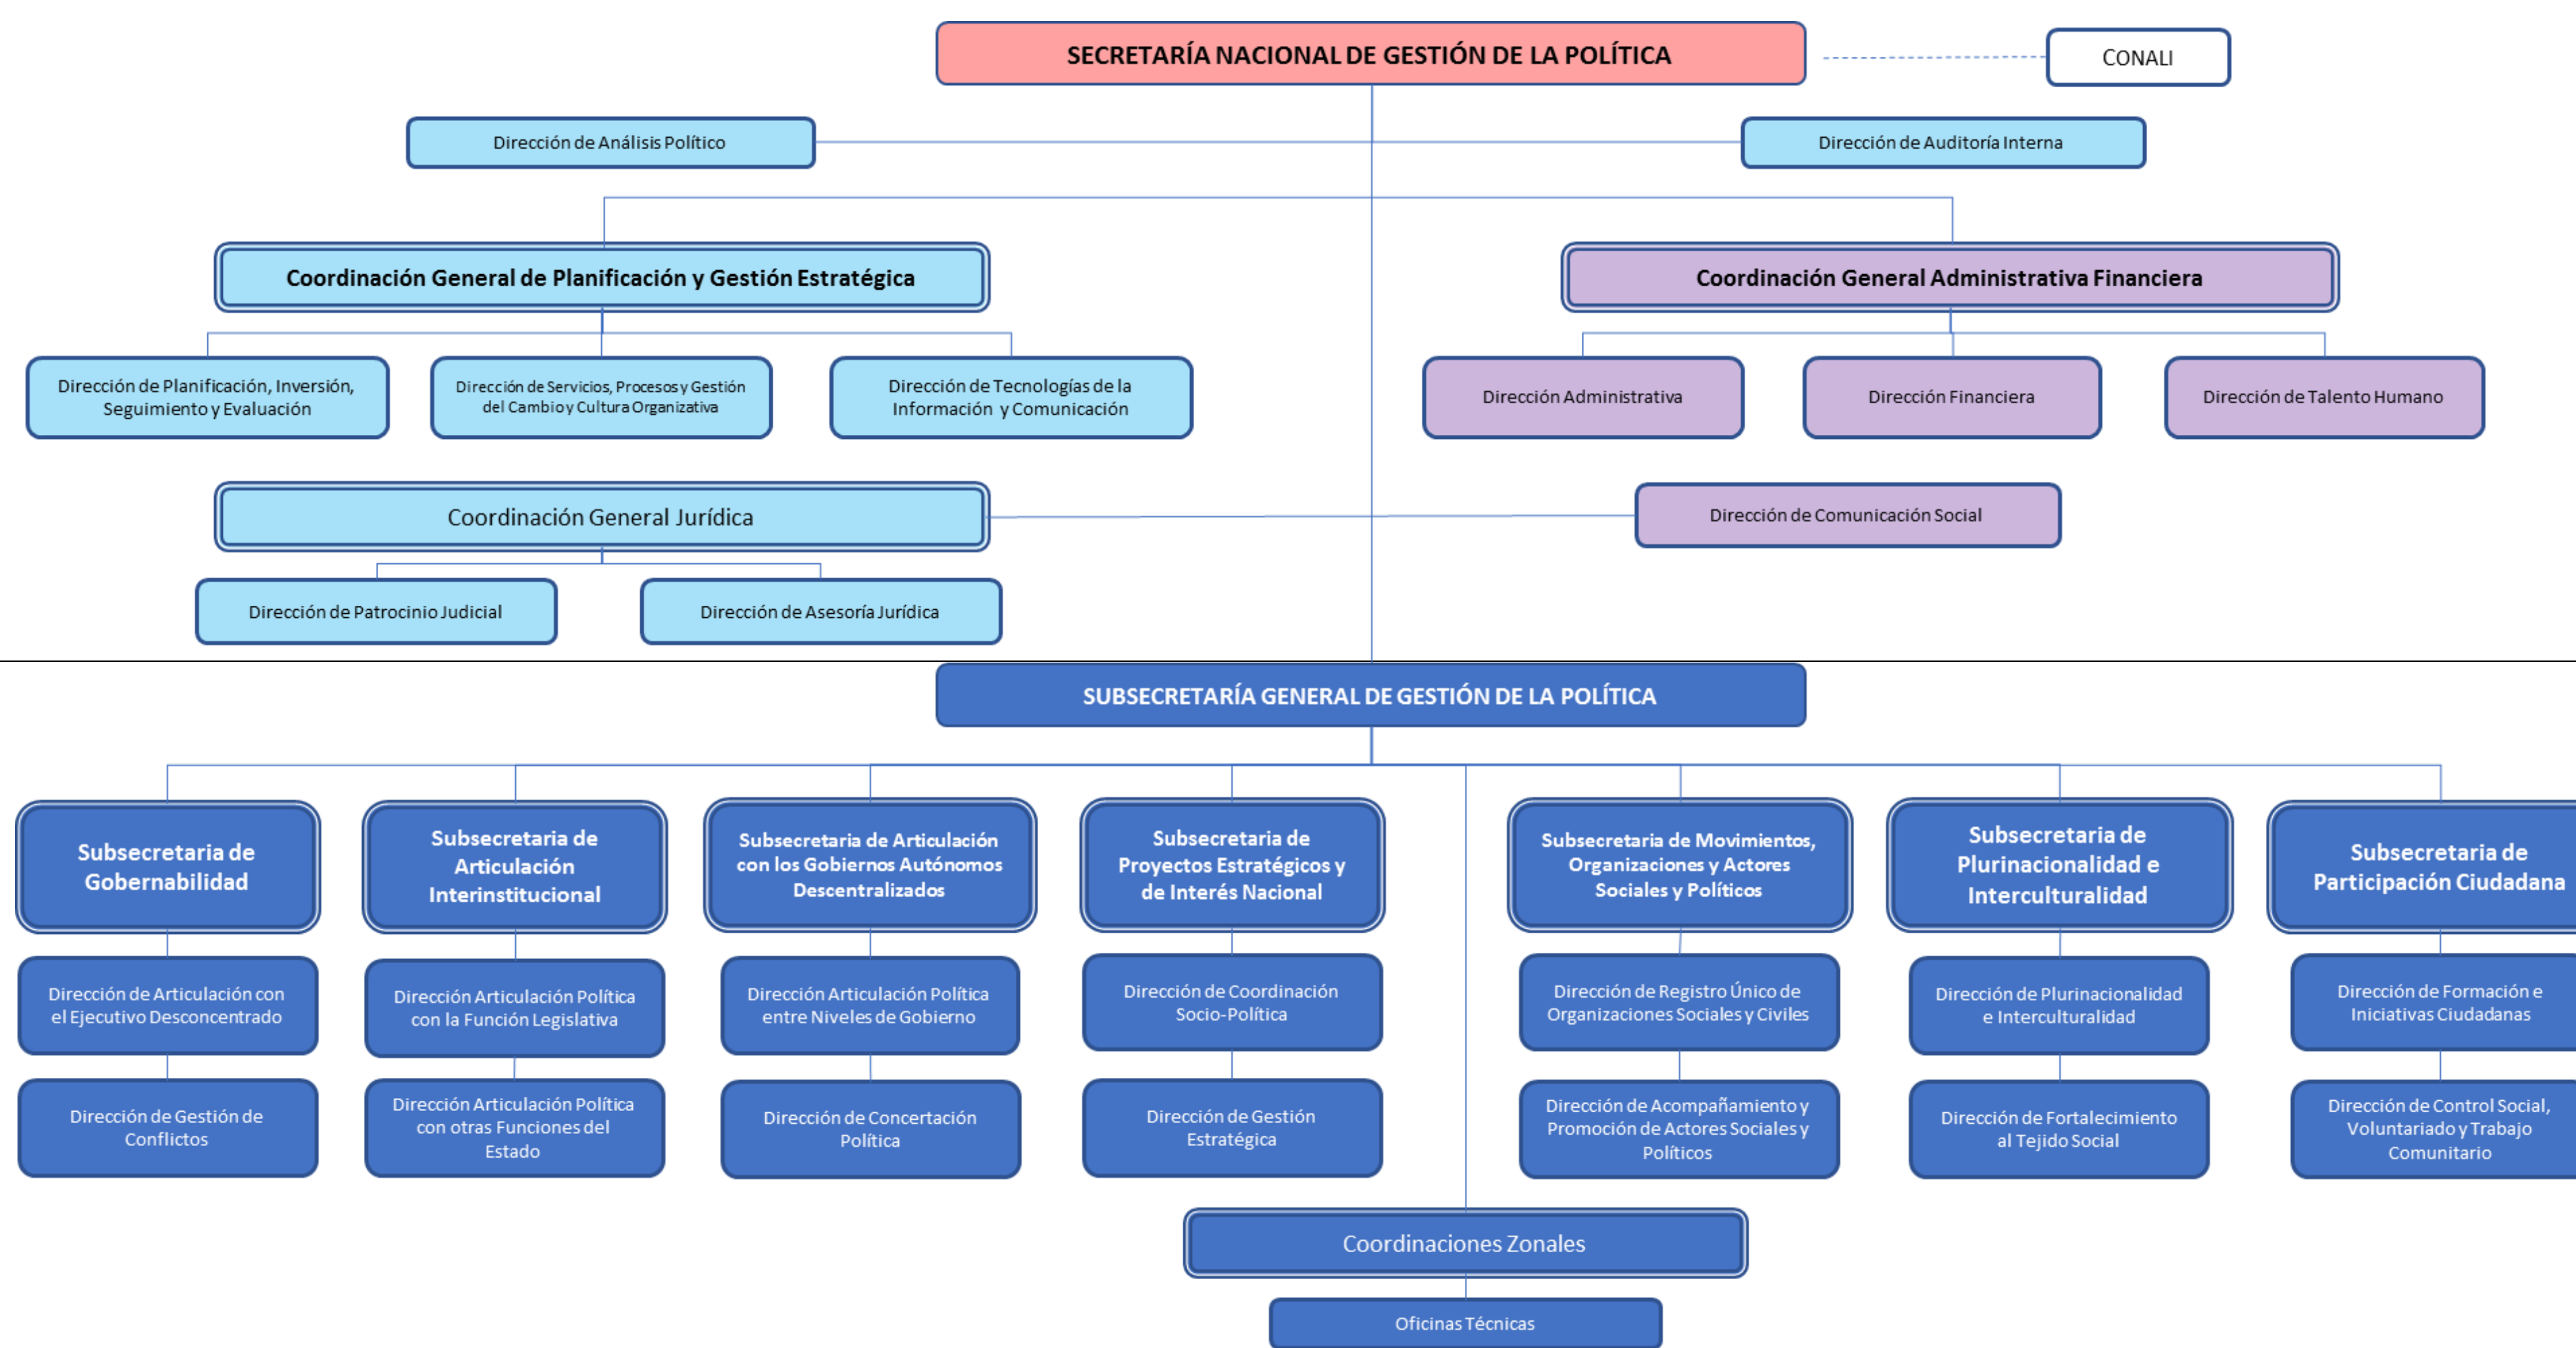 SECRETARÍA NACIONAL DE GESTIÓN DE LA POLÍTICA
CONALI
Dirección de Análisis Político
Dirección de Auditoría Interna
Coordinación General de Planificación y Gestión Estratégica
Coordinación General Administrativa Financiera
Dirección de Planificación, Inversión,
Seguimiento y Evaluación
Dirección de Servicios, Procesos y Gestión
del Cambio y Cultura Organizativa
Dirección de Tecnologías de la
Información y Comunicación
Dirección Administrativa
Dirección Financiera
Dirección de Talento Humano
Coordinación General Jurídica
Dirección de Comunicación Social
Dirección de Patrocinio Judicial
Dirección de Asesoría Jurídica
SUBSECRETARÍA GENERAL DE GESTIÓN DE LA POLÍTICA
Subsecretaria de
Gobernabilidad
Subsecretaria de
Articulación
Interinstitucional
Subsecretaria de Articulación
con los Gobiernos Autónomos
Descentralizados
Subsecretaria de
Proyectos Estratégicos y
de Interés Nacional
Subsecretaria de Movimientos,
Organizaciones y Actores
Sociales y Políticos
Subsecretaria de
Plurinacionalidad e
Interculturalidad
Subsecretaria de
Participación Ciudadana
Dirección de Articulación con
el Ejecutivo Desconcentrado
Dirección Articulación Política
con la Función Legislativa
Dirección Articulación Política
entre Niveles de Gobierno
Dirección de Coordinación
Socio-Política
Dirección de Registro Único de
Organizaciones Sociales y Civiles
Dirección de Plurinacionalidad
e Interculturalidad
Dirección de Formación e
Iniciativas Ciudadanas
Dirección de Gestión de
Conflictos
Dirección Articulación Política
con otras Funciones del
Estado
Dirección de Concertación
Política
Dirección de Gestión
Estratégica
Dirección de Acompañamiento y
Promoción de Actores Sociales y
Políticos
Dirección de Fortalecimiento
al Tejido Social
Dirección de Control Social,
Voluntariado y Trabajo
Comunitario
Coordinaciones Zonales
Oficinas Técnicas